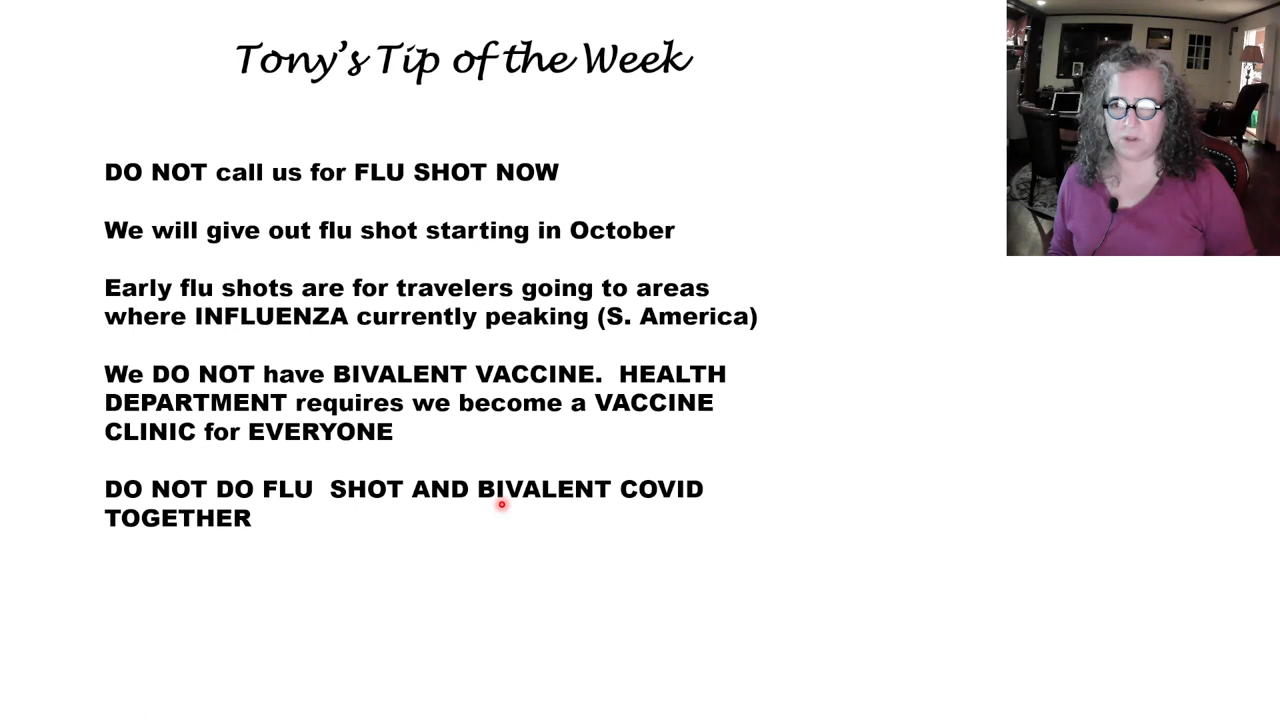 Tony's Tip of the Week
DO NOT call us for FLU SHOT NOW
We will give out flu shot starting in October
Early flu shots are for travelers going to areas
where INFLUENZA currently peaking (S. America)
We DO NOT have BIVALENT VACCINE.  HEALTH
DEPARTMENT requires we become a VACCINE
CLINIC for EVERYONE
DO NOT DO FLU  SHOT AND BIVALENT COVID
TOGETHER